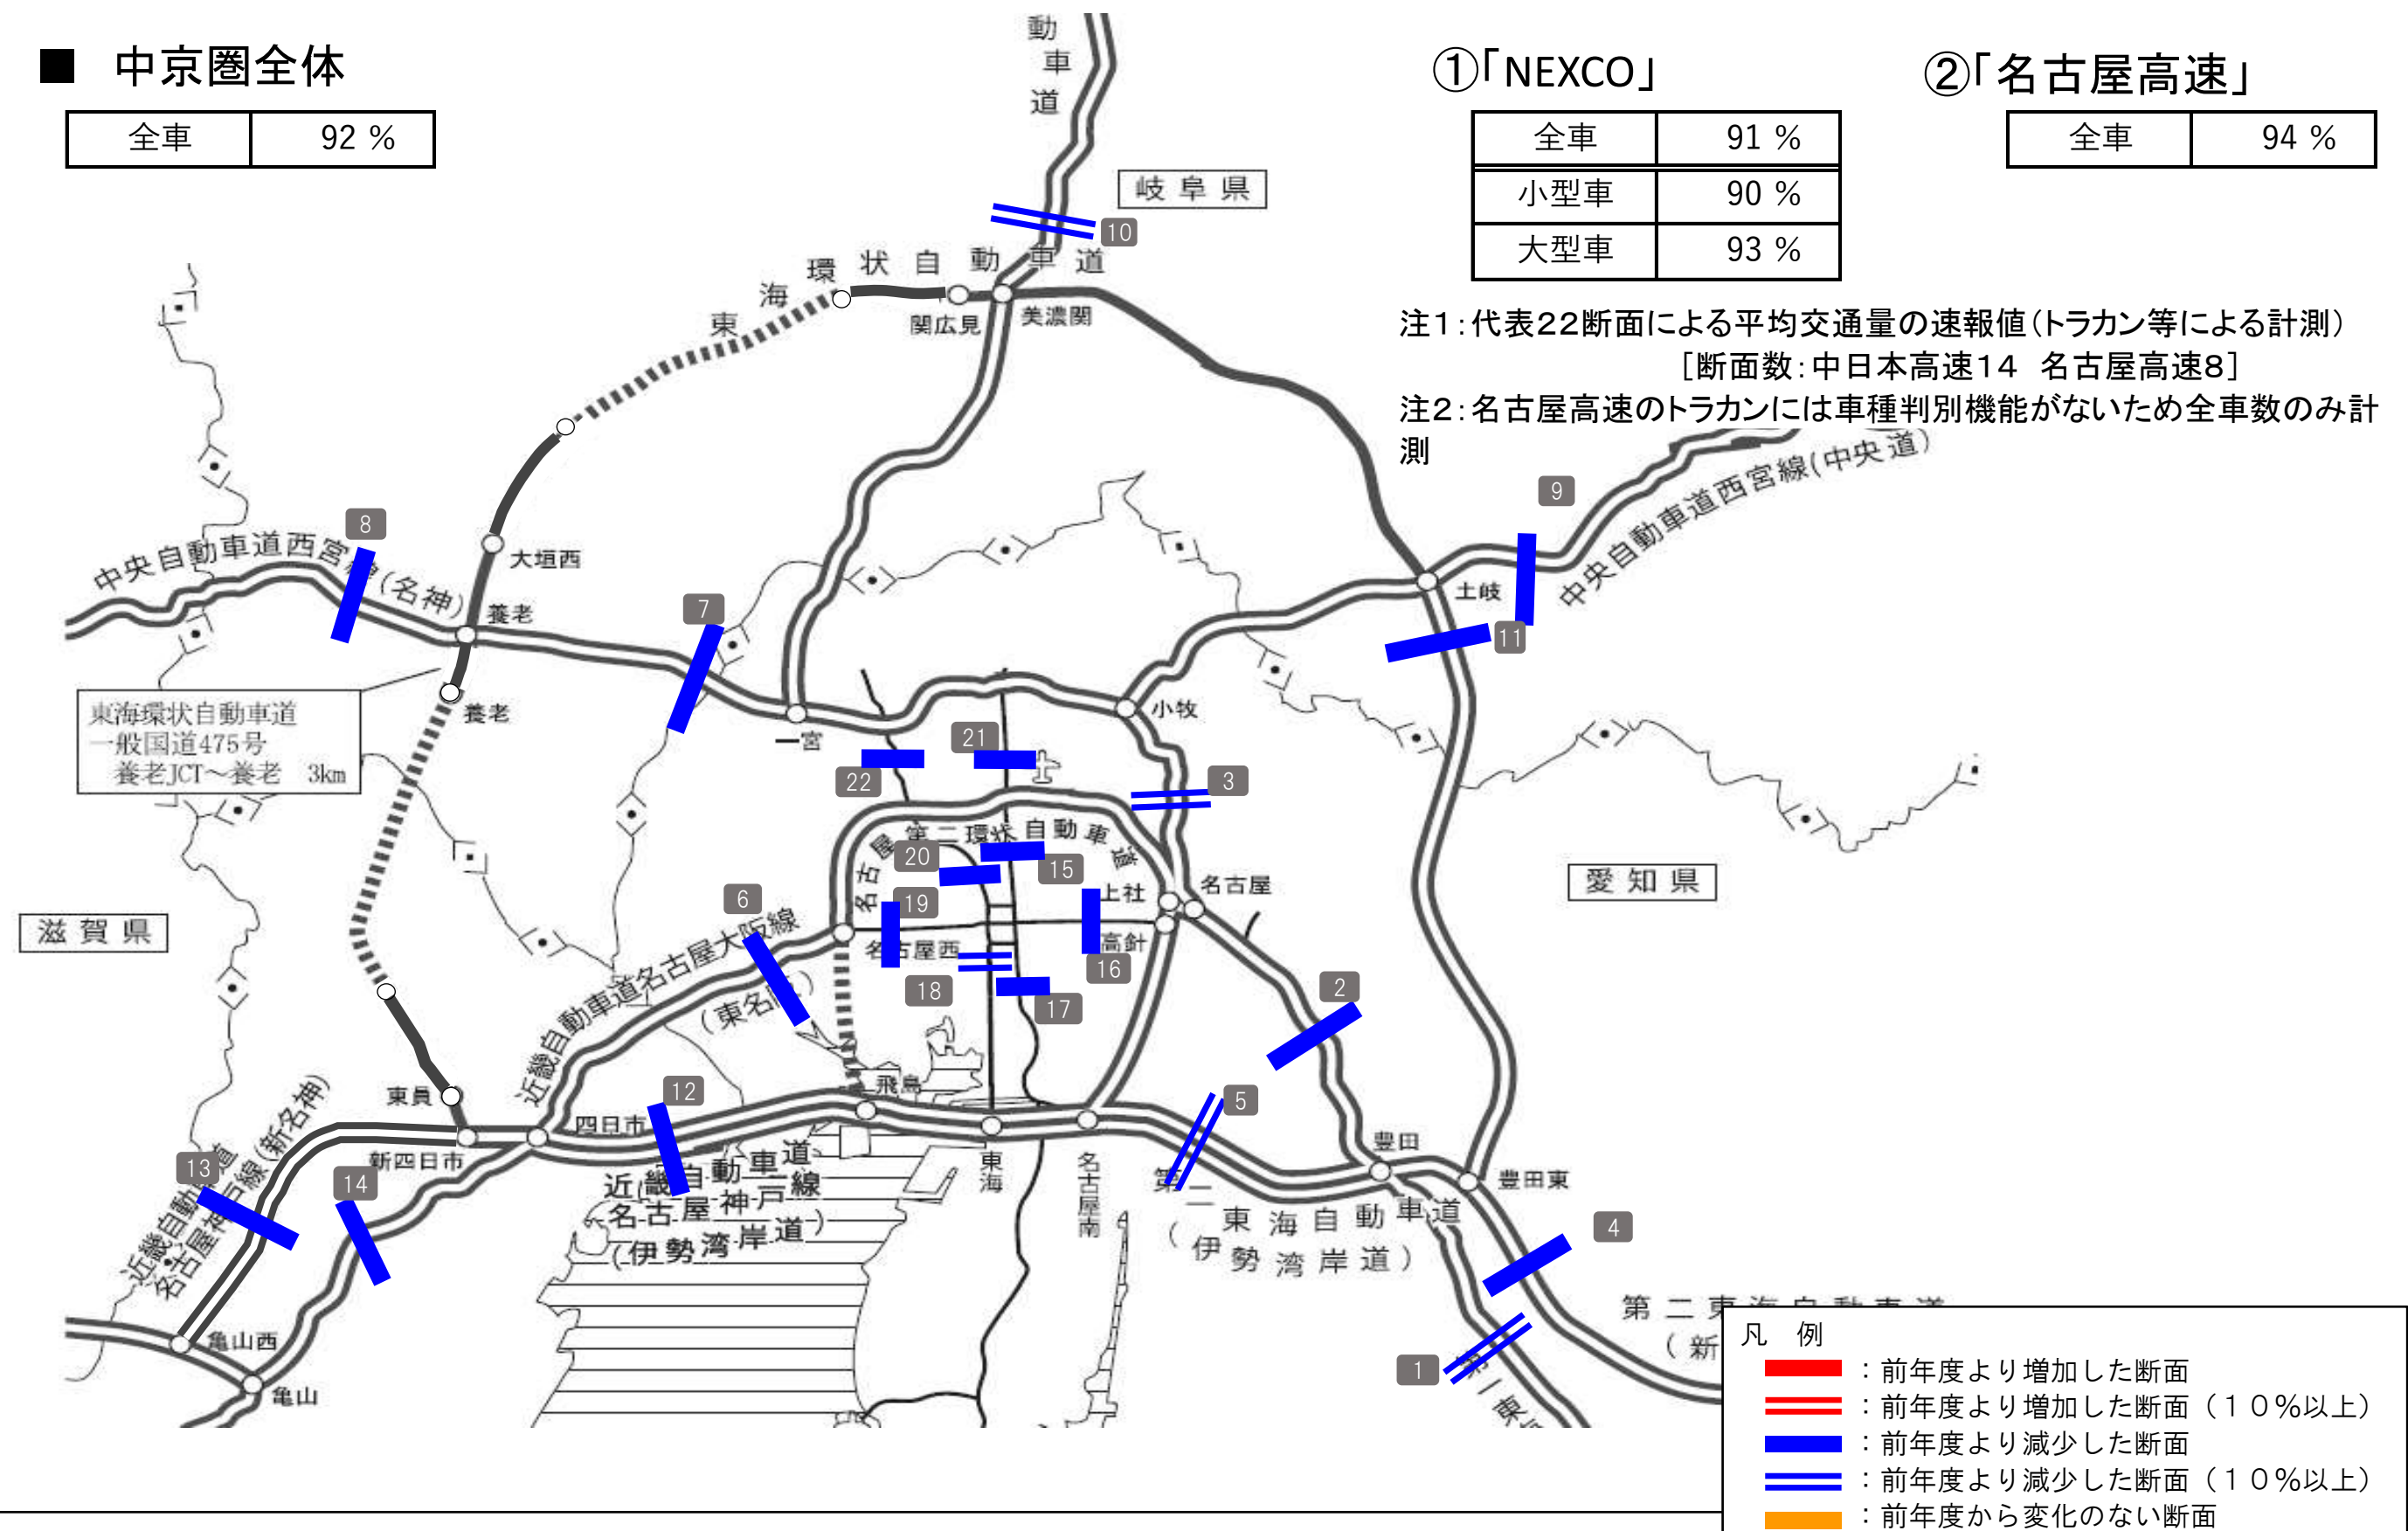 ■ 中京圏全体
全車 92 %
①「NEXCO」
全車 91 %
小型車 90 %
大型車 93 %
②「名古屋高速」
全車 94 %
注1:代表22断面による平均交通量の速報値(トラカン等による計測)
[断面数:中日本高速14 名古屋高速8]
注2:名古屋高速のトラカンには車種判別機能がないため全車数のみ計
測
動車道
岐阜県
10
東海環状自動車道
関広見
美濃関
9
中央自動車道西宮線(中央道)
8
中央自動車道西宮線(名神)
大垣西
養老
7
土岐
11
東海環状自動車道
一般国道475号
養老JCT~養老 3km
養老
一宮
小牧
21
22
3
名古屋第二環状自動車道
20
15
19
上社
名古屋
愛知県
滋賀県
6
近畿自動車道名古屋大阪線
(東名阪)
名古屋西
高針
16
18
17
2
飛島
12
5
東員
四日市
新四日市
13
14
近畿自動車道
名古屋神戸線(新名神)
近畿自動車道
名古屋神戸線
(伊勢湾岸道)
東海
名古屋南
豊田
豊田東
第二東海自動車道
(伊勢湾岸道)
4
第二東海自動車道
(新
1
第一東
亀山西
亀山
凡 例
:前年度より増加した断面
:前年度より増加した断面(10%以上)
:前年度より減少した断面
:前年度より減少した断面(10%以上)
:前年度から変化のない断面